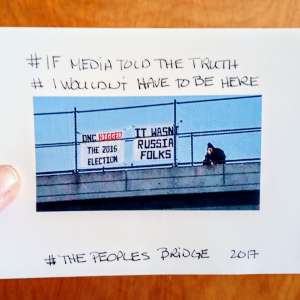 # IF MEDIA TOLD THE TRUTH
# I WOULDN'T HAVE TO BE HERE
DNC RIGGED
THE 2016
ELECTION
IT WASNT
RUSSIA
FOLKS
# THE PEOPLES BRIDGE 2017